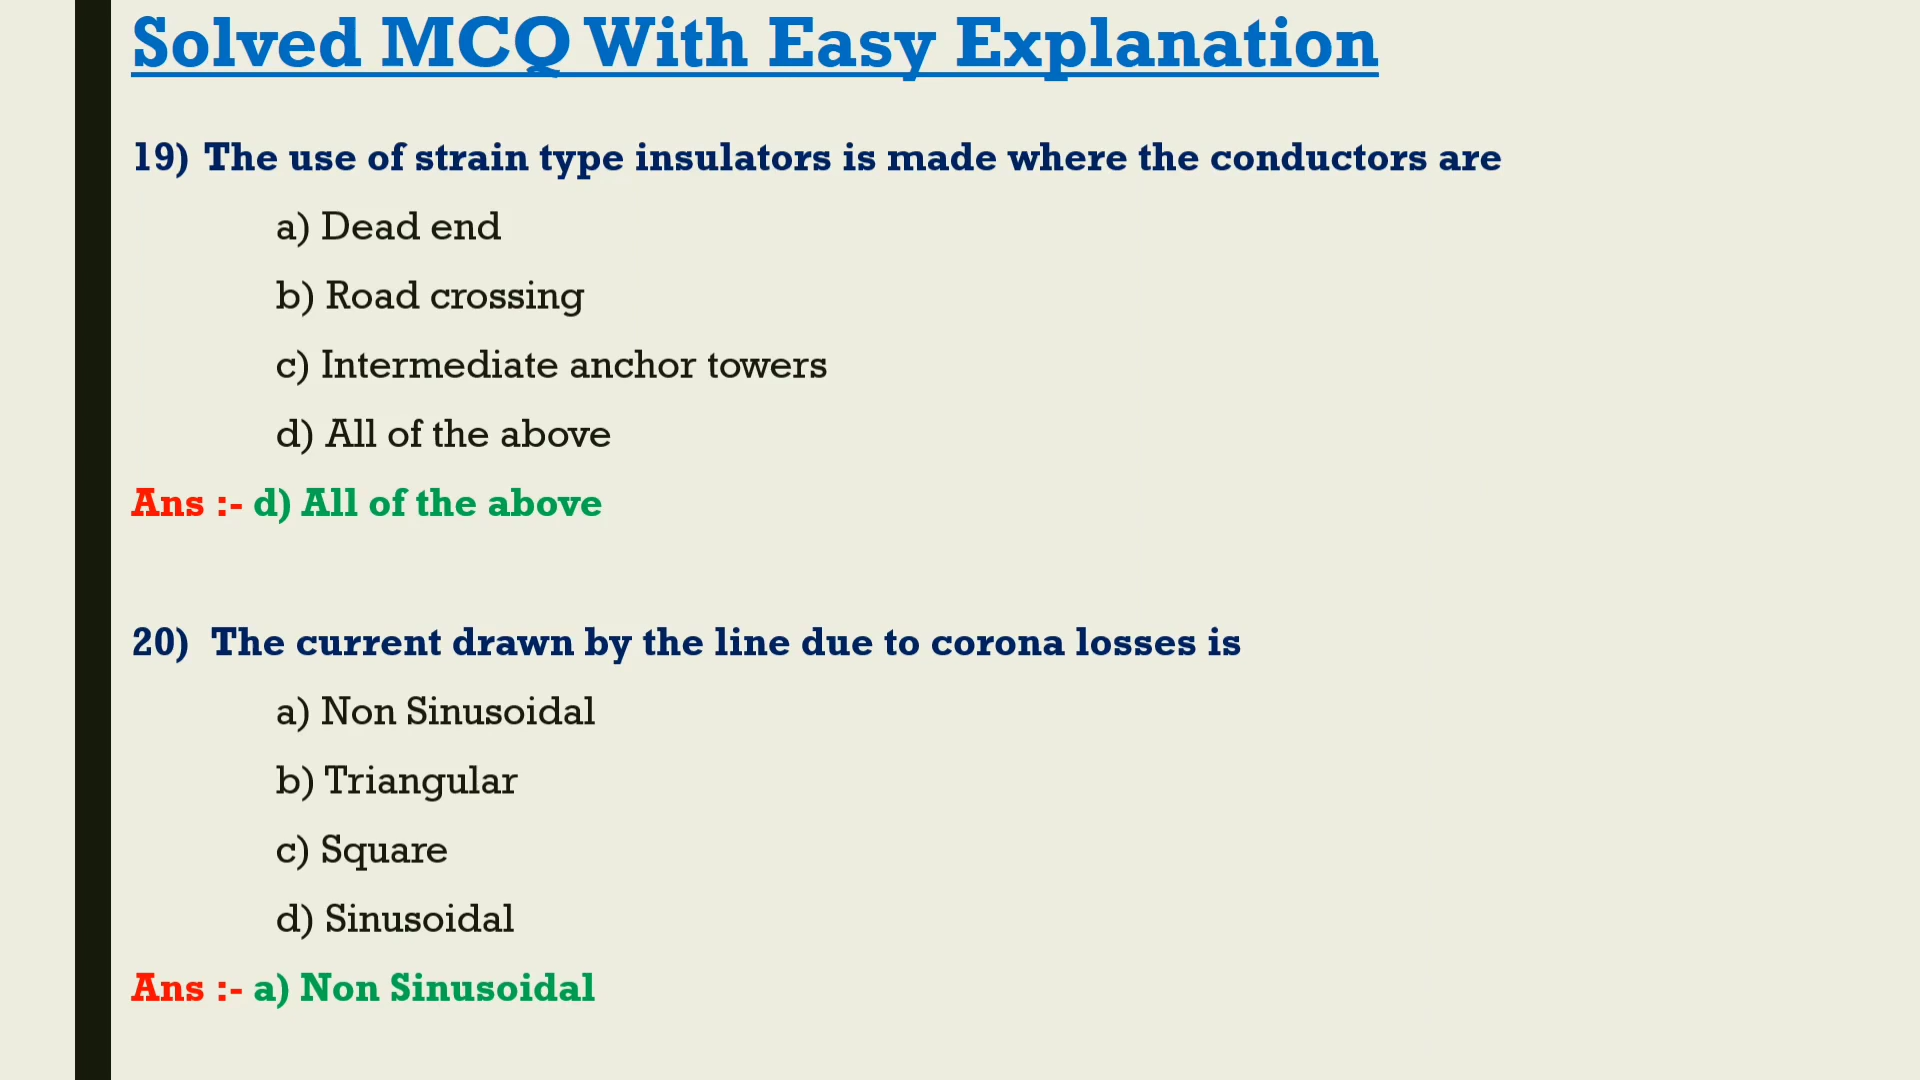 Solved MCQ With Easy Explanation
19) The use of strain type insulators is made where the conductors are
a) Dead end
b) Road crossing
c) Intermediate anchor towers
d) All of the above
Ans :- d) All of the above
20) The current drawn by the line due to corona losses is
a) Non Sinusoidal
b) Triangular
c) Square
d) Sinusoidal
Ans :- a) Non Sinusoidal